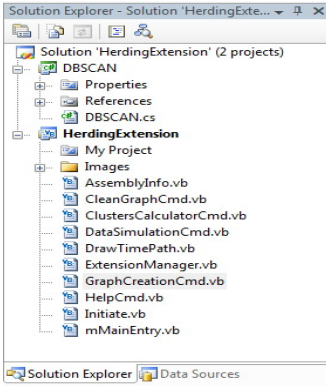 Solution Explorer - Solution 'HerdingExte...
Solution 'HerdingExtension' (2 projects)
DBSCAN
Properties
References
DBSCAN.cs
HerdingExtension
My Project
Images
AssemblyInfo.vb
CleanGraphCmd.vb
ClustersCalculatorCmd.vb
DataSimulationCmd.vb
DrawTimePath.vb
ExtensionManager.vb
GraphCreationCmd.vb
HelpCmd.vb
Initiate.vb
mMainEntry.vb
Solution Explorer Data Sources